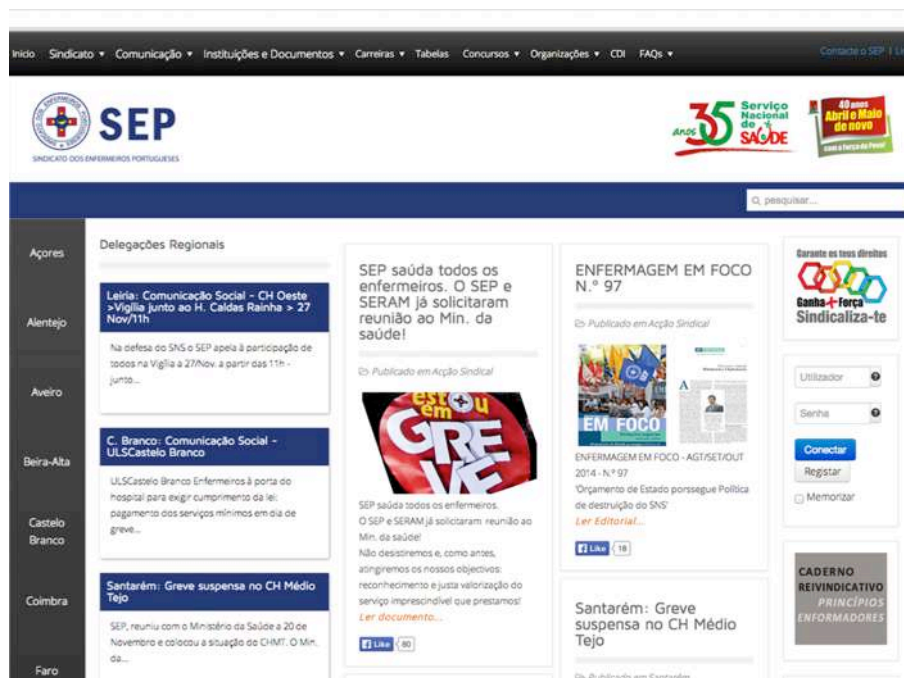 Início Sindicato Comunicação Instituições e Documentos Carreiras Tabelas Concursos Organizações CDI FAQs
Contacte o SEP |
SEP
SINDICATO DOS ENFERMEIROS PORTUGUESES
35 anos
Serviço
Nacional
de
SAÚDE
40 anos
Abril e Maio
de novo
com a Força do Povo!
pesquisar...
Açores
Alentejo
Aveiro
Beira-Alta
Castelo
Branco
Coimbra
Faro
Delegações Regionais
Leiria: Comunicação Social - CH Oeste
>Vigília junto ao H. Caldas Rainha > 27
Nov/11h
Na defesa do SNS o SEP apela à participação de
todos na Vigília a 27/Nov. a partir das 11h -
junto...
C. Branco: Comunicação Social -
ULSCastelo Branco
ULSCastelo Branco Enfermeiros à porta do
hospital para exigir cumprimento da lei:
pagamento dos serviços mínimos em dia de
greve...
Santarém: Greve suspensa no CH Médio
Tejo
SEP, reuniu com o Ministério da Saúde a 20 de
Novembro e colocou a situação do CHMT. O Min.
da...
SEP saúda todos os
enfermeiros. O SEP e
SERAM já solicitaram
reunião ao Min. da
saúde!
Publicado em Acção Sindical
estou
em
GREVE
SEP saúda todos os enfermeiros.
O SEP e SERAM já solicitaram reunião ao
Min. da saúde!
Não desistiremos e, como antes,
atingiremos os nossos objectivos:
reconhecimento e justa valorização do
serviço imprescindível que prestamos!
Ler documento...
Like 80
ENFERMAGEM EM FOCO
N.º 97
Publicado em Acção Sindical
EM FOCO
ENFERMAGEM EM FOCO - AGT/SET/OUT
2014 - N.º 97
'Orçamento de Estado porssegue Política
de destruição do SNS'
Ler Editorial...
Like 18
Santarém: Greve
suspensa no CH Médio
Tejo
Publicado em Santarém
Garante os teus direitos
Ganha + Força
Sindicaliza-te
Utilizador
Senha
Conectar
Registar
Memorizar
CADERNO
REIVINDICATIVO
PRINCÍPIOS
ENFORMADORES